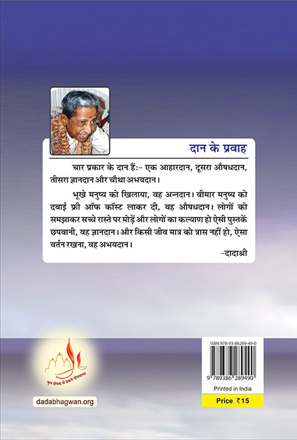 दान के प्रवाह
चार प्रकार के दान हैं:- एक आहारदान, दूसरा औषधदान,
तीसरा ज्ञानदान और चौथा अभयदान।
भूखे मनुष्य को खिलाया, वह अन्नदान। बीमार मनुष्य को
दवाई फ्री ऑफ कॉस्ट लाकर दी, वह औषधदान। लोगों को
समझाकर सच्चे रास्ते पर मोड़ें और लोगों का कल्याण हो ऐसी पुस्तकें
छपवानी, वह ज्ञानदान। और किसी जीव मात्र को त्रास नहीं हो, ऐसा
वर्तन रखना, वह अभयदान।
-दादाश्री
ISBN 978-93-86289-49-0
9 789386 289490
dadabhagwan.org
Printed in India
Price ₹15